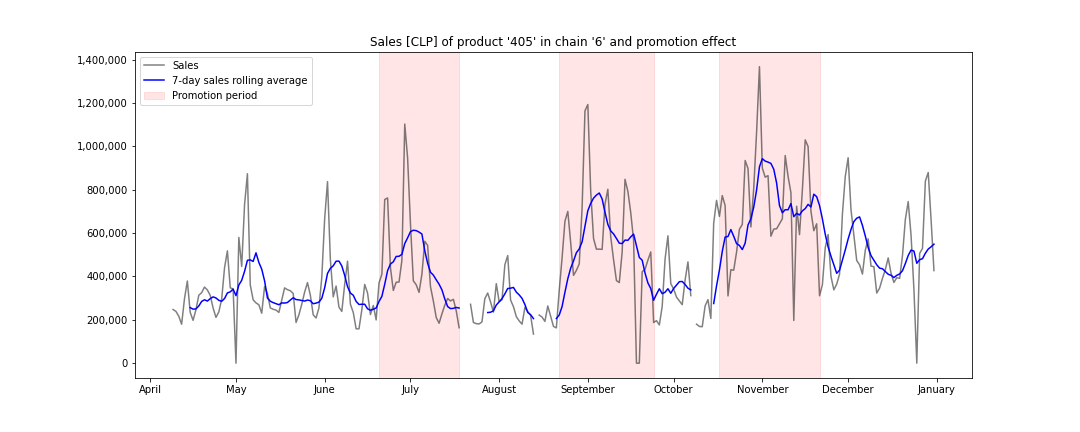 Sales [CLP] of product '405' in chain '6' and promotion effect
1,400,000
1,200,000
1,000,000
800,000
600,000
400,000
200,000
0
Sales
7-day sales rolling average
Promotion period
April May June July August September October November December January